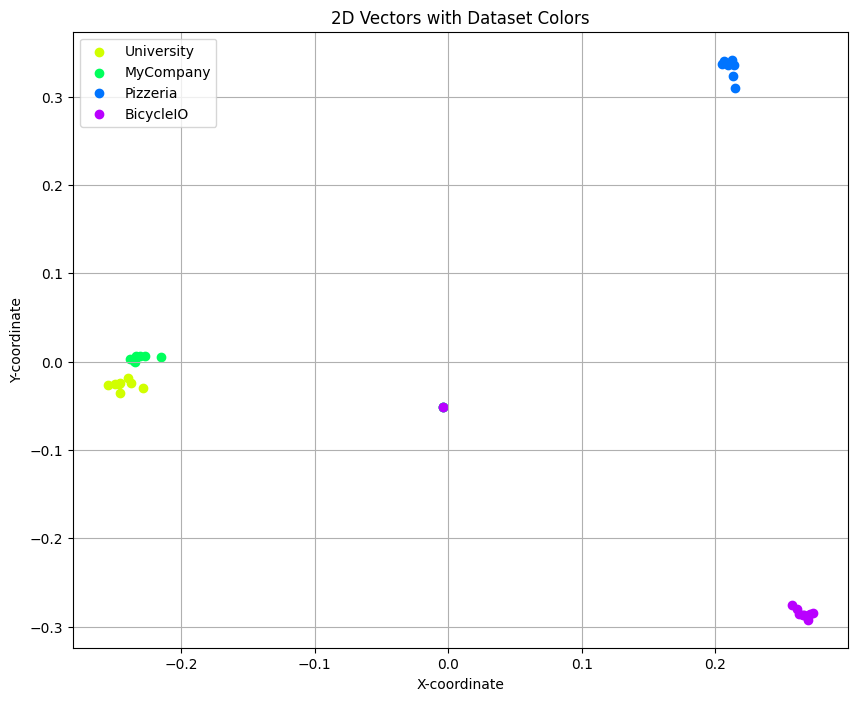 2D Vectors with Dataset Colors
University
MyCompany
Pizzeria
BicycleIO
0.3
0.2
0.1
0.0
−0.1
−0.2
−0.3
Y-coordinate
−0.2 −0.1 0.0 0.1 0.2
X-coordinate